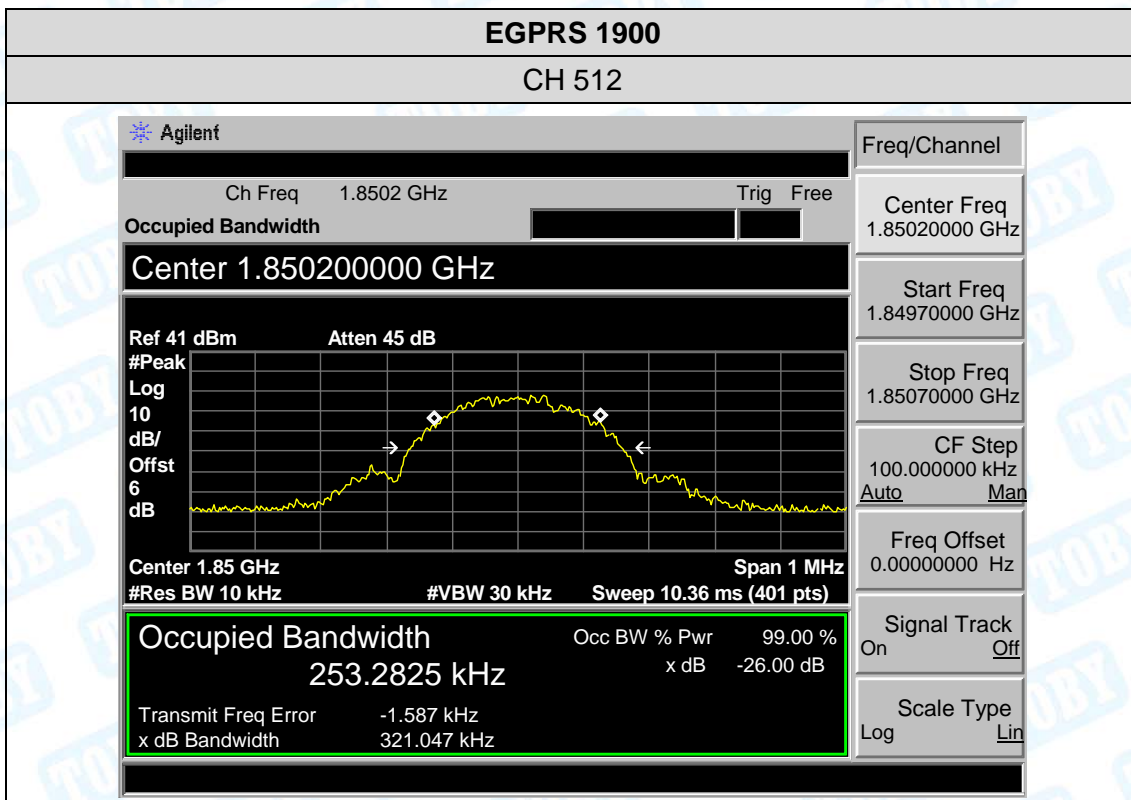 EGPRS 1900
CH 512
Agilent
Ch Freq 1.8502 GHz Trig Free
Occupied Bandwidth
Center 1.850200000 GHz
Ref 41 dBm Atten 45 dB
#Peak
Log
10
dB/
Offst
6
dB
Center 1.85 GHz Span 1 MHz
#Res BW 10 kHz #VBW 30 kHz Sweep 10.36 ms (401 pts)
Occupied Bandwidth
253.2825 kHz
Occ BW % Pwr 99.00 %
x dB -26.00 dB
Transmit Freq Error -1.587 kHz
x dB Bandwidth 321.047 kHz
Freq/Channel
Center Freq
1.85020000 GHz
Start Freq
1.84970000 GHz
Stop Freq
1.85070000 GHz
CF Step
100.000000 kHz
Auto Man
Freq Offset
0.00000000 Hz
Signal Track
On Off
Scale Type
Log Lin
TOBY